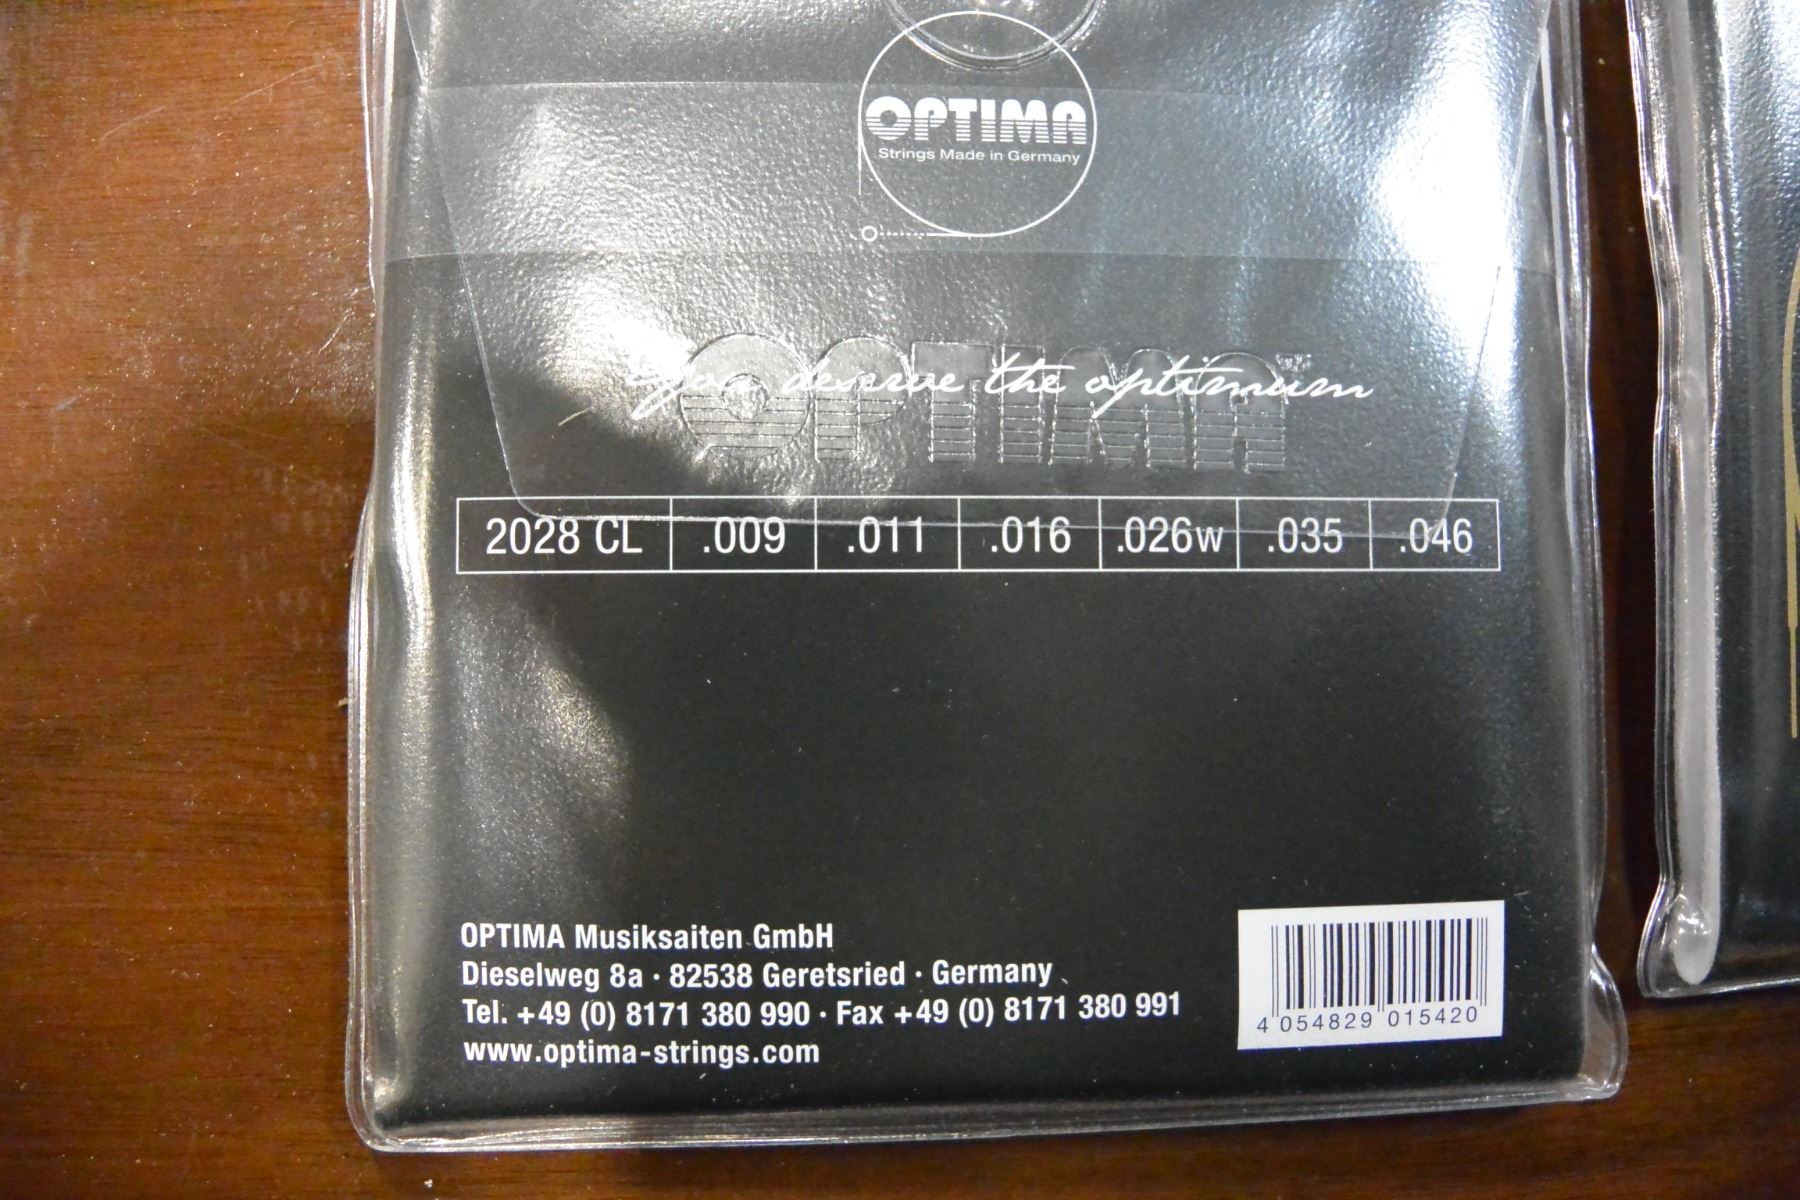 OPTIMA
Strings Made in Germany
OPTIMA™
You deserve the optimum
2028 CL .009 .011 .016 .026w .035 .046
OPTIMA Musiksaiten GmbH
Dieselweg 8a · 82538 Geretsried · Germany
Tel. +49 (0) 8171 380 990 · Fax +49 (0) 8171 380 991
www.optima-strings.com
4 054829 015420